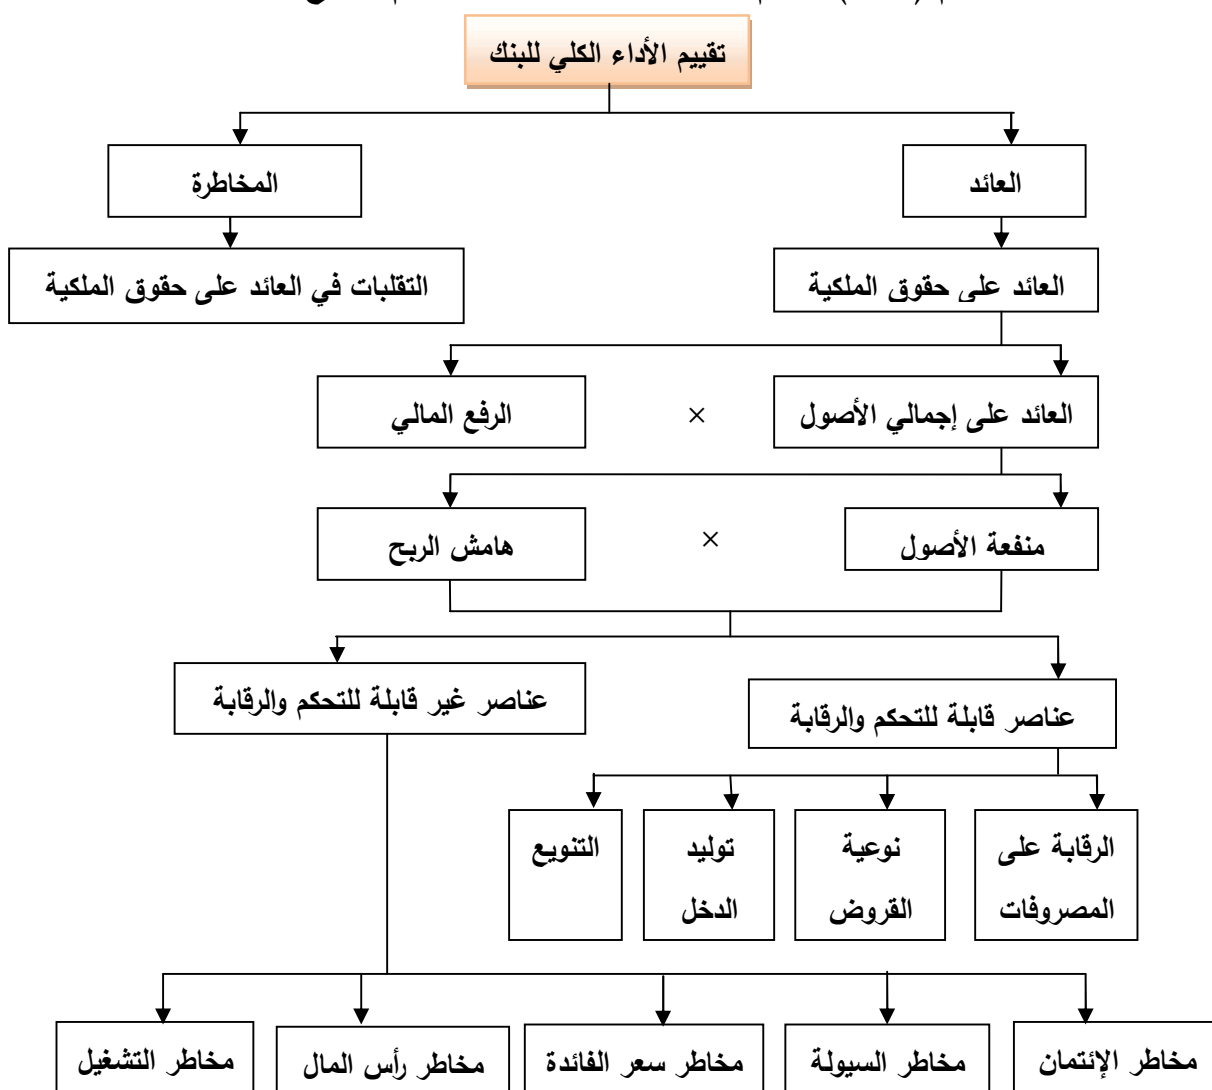 تقييم الأداء الكلي للبنك
العائد
المخاطرة
العائد على حقوق الملكية
التقلبات في العائد على حقوق الملكية
العائد على إجمالي الأصول
×
الرفع المالي
منفعة الأصول
×
هامش الربح
عناصر قابلة للتحكم والرقابة
عناصر غير قابلة للتحكم والرقابة
الرقابة على
المصروفات
نوعية
القروض
توليد
الدخل
التنويع
مخاطر الإئتمان
مخاطر السيولة
مخاطر سعر الفائدة
مخاطر رأس المال
مخاطر التشغيل